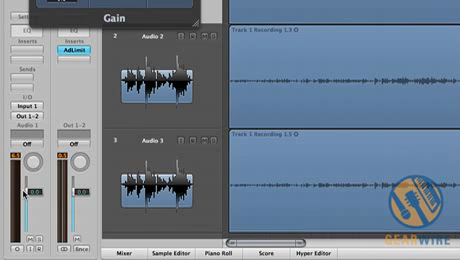 Gain
EQ
EQ
Inserts
Inserts
AdLimit
Sends
I/O
Input 1
Out 1-2
Audio 1
Out 1-2
Off
Off
0.0
0.0
M S
M
O I R
Bnce
2
Audio 2
R M S
3
Audio 3
R M S
Track 1 Recording 1.3
Track 1 Recording 1.5
Mixer
Sample Editor
Piano Roll
Score
Hyper Editor
GEARWIRE